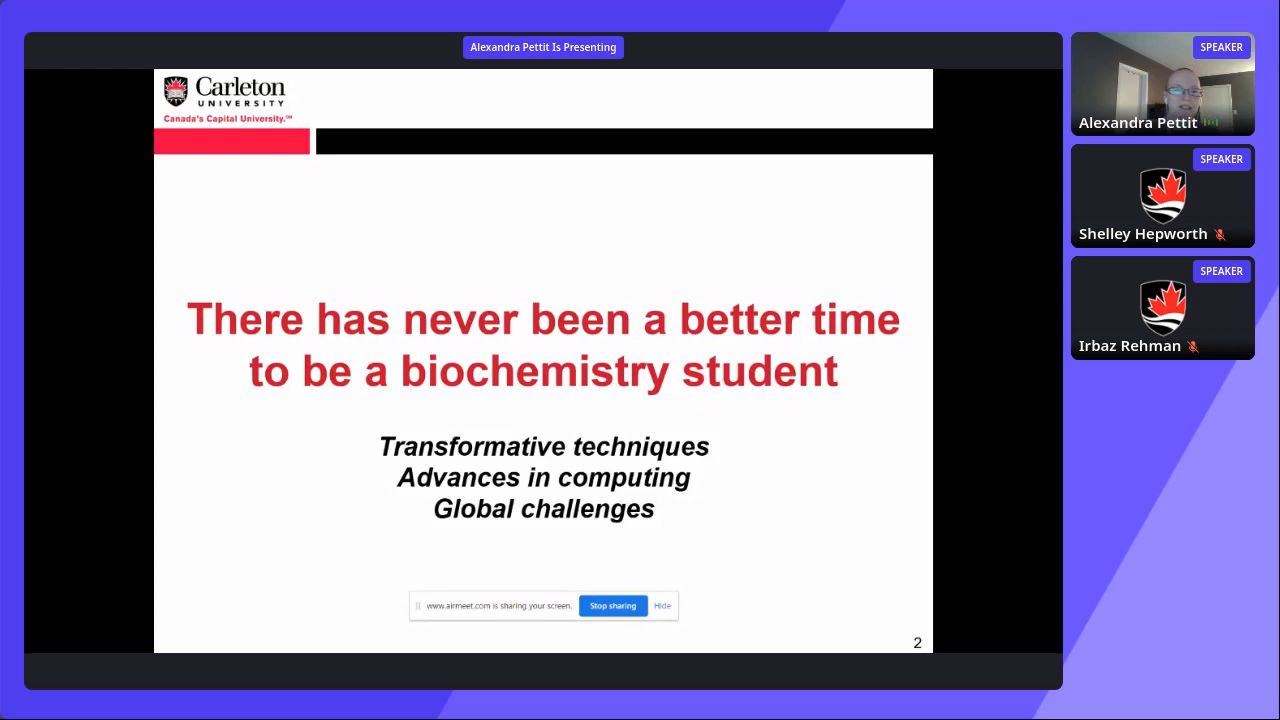 Alexandra Pettit Is Presenting
Carleton
UNIVERSITY
Canada's Capital University.℠
There has never been a better time
to be a biochemistry student
Transformative techniques
Advances in computing
Global challenges
www.airmeet.com is sharing your screen. Stop sharing Hide
2
SPEAKER
Alexandra Pettit
SPEAKER
Shelley Hepworth
SPEAKER
Irbaz Rehman